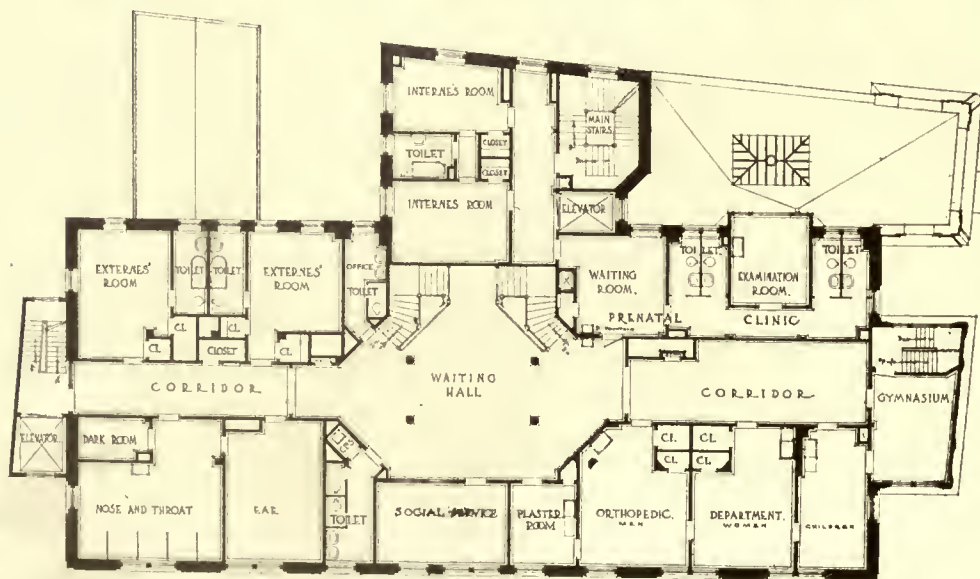 INTERNES ROOM
MAIN
STAIRS
TOILET
CLOSET
CLOSET
INTERNES ROOM
ELEVATOR
EXTERNES'
ROOM
TOILET
TOILET
EXTERNES'
ROOM
OFFICE
TOILET
WAITING
ROOM.
TOILET.
EXAMINATION
ROOM.
TOILET.
PRENATAL
CLINIC
CL.
CL.
CL.
CLOSET
CL.
CORRIDOR
WAITING
HALL
CORRIDOR
GYMNASIUM
ELEVATOR
DARK ROOM
CL.
CL.
CL.
CL.
NOSE AND THROAT
EAR
TOILET
SOCIAL SERVICE
PLASTER
ROOM
ORTHOPEDIC.
MEN
DEPARTMENT.
WOMEN
CHILDREN